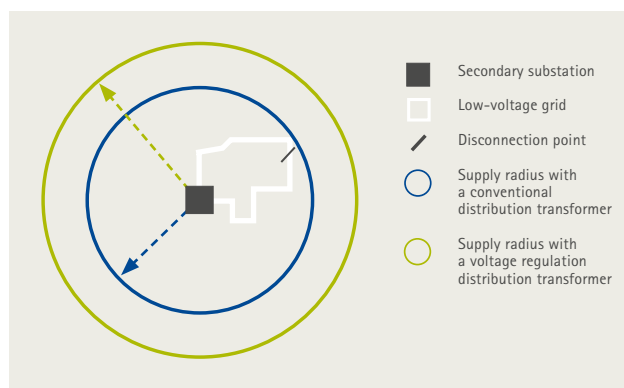 Secondary substation
Low-voltage grid
Disconnection point
Supply radius with
a conventional
distribution transformer
Supply radius with
a voltage regulation
distribution transformer